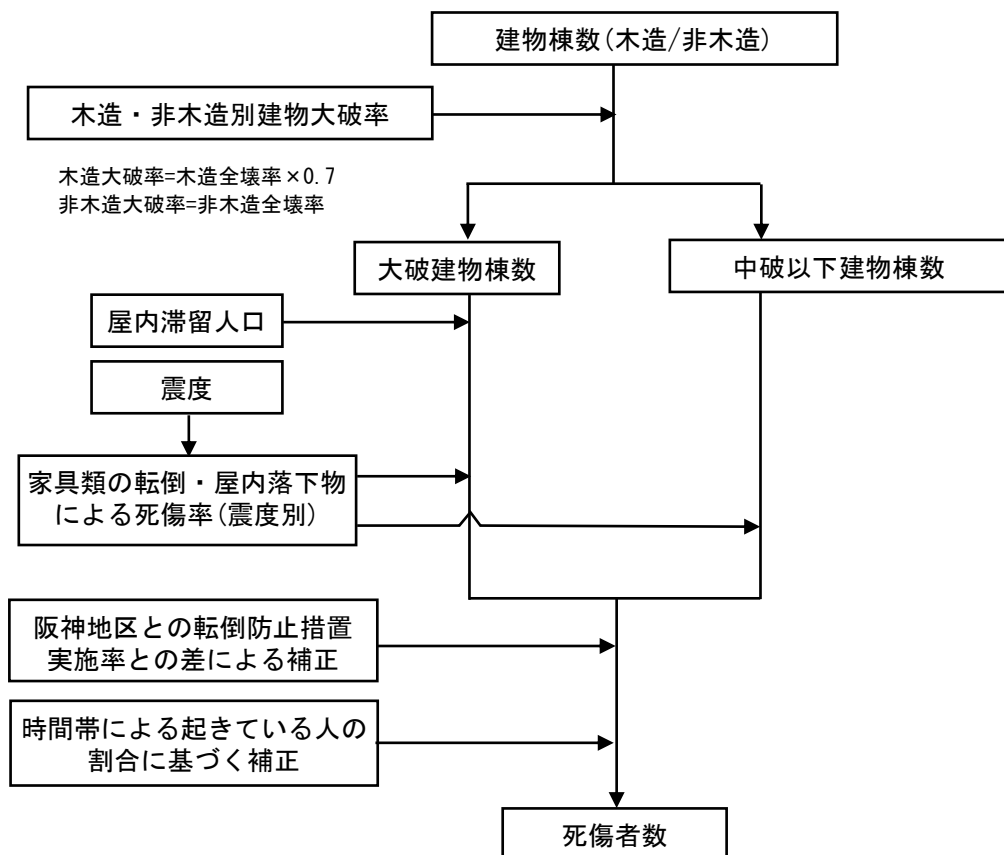 建物棟数(木造/非木造)
木造・非木造別建物大破率
木造大破率=木造全壊率×0.7
非木造大破率=非木造全壊率
大破建物棟数
中破以下建物棟数
屋内滞留人口
震度
家具類の転倒・屋内落下物
による死傷率(震度別)
阪神地区との転倒防止措置
実施率との差による補正
時間帯による起きている人の
割合に基づく補正
死傷者数